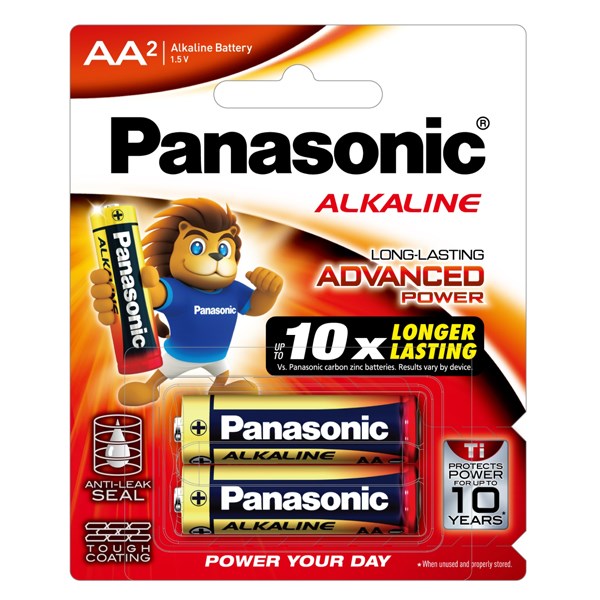 AA2
Alkaline Battery
1.5 V
Panasonic®
ALKALINE
LONG-LASTING
ADVANCED
POWER
Panasonic
ALKALINE
Panasonic
UP TO 10x LONGER LASTING
Vs. Panasonic carbon zinc batteries. Results vary by device.
Panasonic
ALKALINE AA
Panasonic
ALKALINE AA
ANTI-LEAK
SEAL
TOUGH
COATING
Ti
PROTECTS
POWER
FOR UP TO
10
YEARS*
POWER YOUR DAY
*When unused and properly stored.